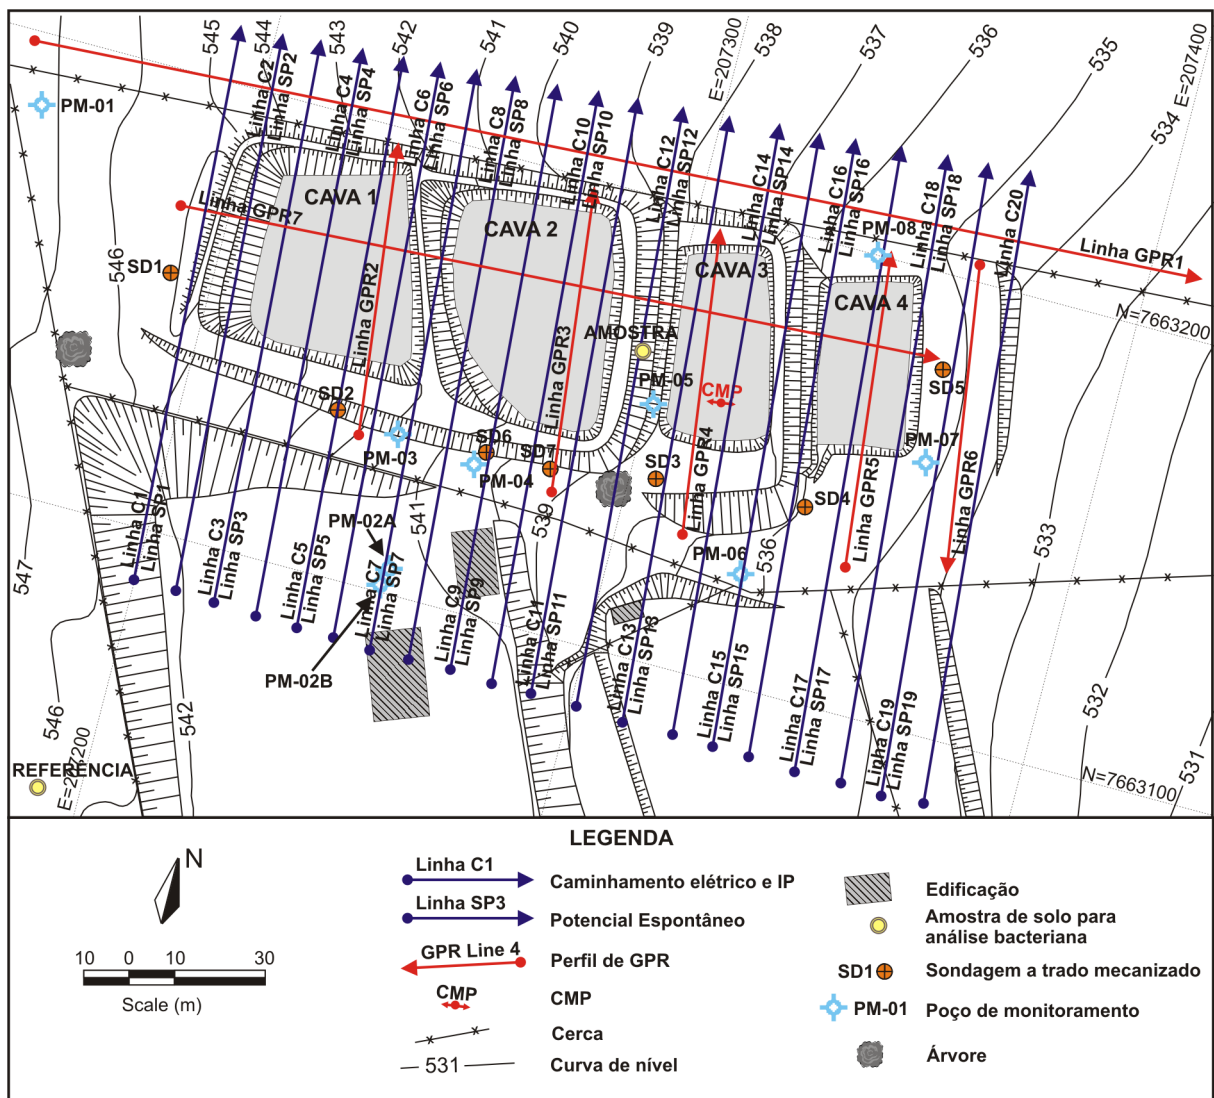 545
544
543
542
541
540
539
E=207300
538
537
536
535
E=207400
534
PM-01
Linha C2
Linha SP2
Linha C4
Linha SP4
Linha C6
Linha SP6
Linha C8
Linha SP8
Linha C10
Linha SP10
Linha C12
Linha SP12
Linha C14
Linha SP14
Linha C16
Linha SP16
Linha C18
Linha SP18
Linha C20
CAVA 1
CAVA 2
CAVA 3
CAVA 4
Linha GPR7
PM-08
Linha GPR1
N=7663200
546
SD1
Linha GPR2
Linha GPR3
AMOSTRA
PM-05
CMP
SD5
547
SD2
PM-03
SD6
SD7
PM-04
SD3
Linha GPR4
SD4
Linha GPR5
PM-07
Linha GPR6
Linha C1
Linha SP1
Linha C3
Linha SP3
Linha C5
Linha SP5
PM-02A
541
539
PM-06
536
533
Linha C7
Linha SP7
PM-02B
Linha C9
Linha SP9
Linha C11
Linha SP11
Linha C13
Linha SP13
Linha C15
Linha SP15
Linha C17
Linha SP17
Linha C19
Linha SP19
546
542
532
531
REFERÊNCIA
E=207200
N=7663100
LEGENDA
N
10 0 10 30
Scale (m)
Linha C1
Caminhamento elétrico e IP
Linha SP3
Potencial Espontâneo
GPR Line 4
Perfil de GPR
CMP
CMP
Cerca
531
Curva de nível
Edificação
Amostra de solo para
análise bacteriana
SD1
Sondagem a trado mecanizado
PM-01
Poço de monitoramento
Árvore